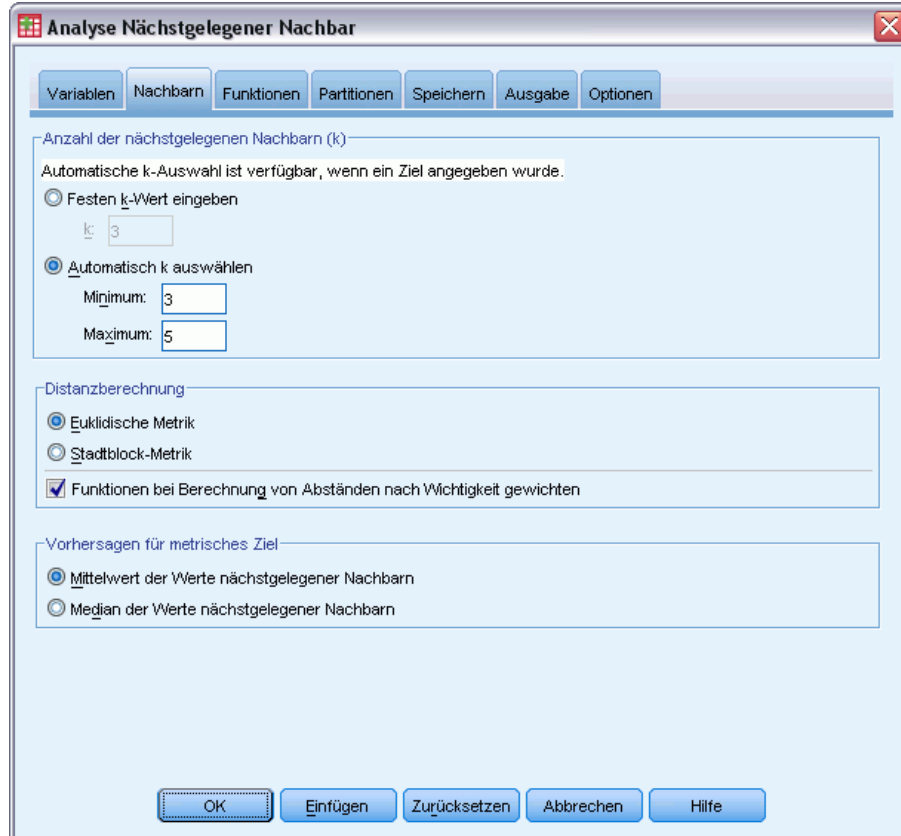 Analyse Nächstgelegener Nachbar
Variablen Nachbarn Funktionen Partitionen Speichern Ausgabe Optionen
Anzahl der nächstgelegenen Nachbarn (k)
Automatische k-Auswahl ist verfügbar, wenn ein Ziel angegeben wurde.
Festen k-Wert eingeben
k: 3
Automatisch k auswählen
Minimum: 3
Maximum: 5
Distanzberechnung
Euklidische Metrik
Stadtblock-Metrik
Funktionen bei Berechnung von Abständen nach Wichtigkeit gewichten
Vorhersagen für metrisches Ziel
Mittelwert der Werte nächstgelegener Nachbarn
Median der Werte nächstgelegener Nachbarn
OK Einfügen Zurücksetzen Abbrechen Hilfe